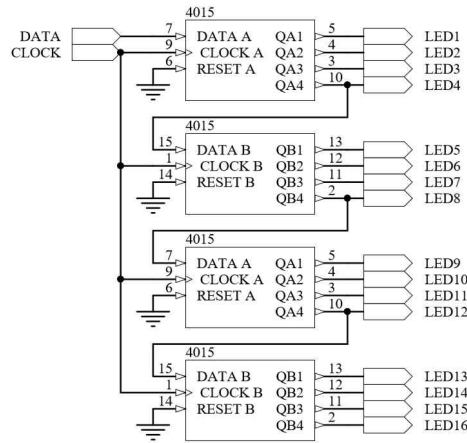 4015
DATA 7 DATA A QA1 5 LED1
CLOCK 9 CLOCK A QA2 4 LED2
6 RESET A QA3 3 LED3
QA4 10 LED4
4015
15 DATA B QB1 13 LED5
1 CLOCK B QB2 12 LED6
14 RESET B QB3 11 LED7
QB4 2 LED8
4015
7 DATA A QA1 5 LED9
9 CLOCK A QA2 4 LED10
6 RESET A QA3 3 LED11
QA4 10 LED12
4015
15 DATA B QB1 13 LED13
1 CLOCK B QB2 12 LED14
14 RESET B QB3 11 LED15
QB4 2 LED16